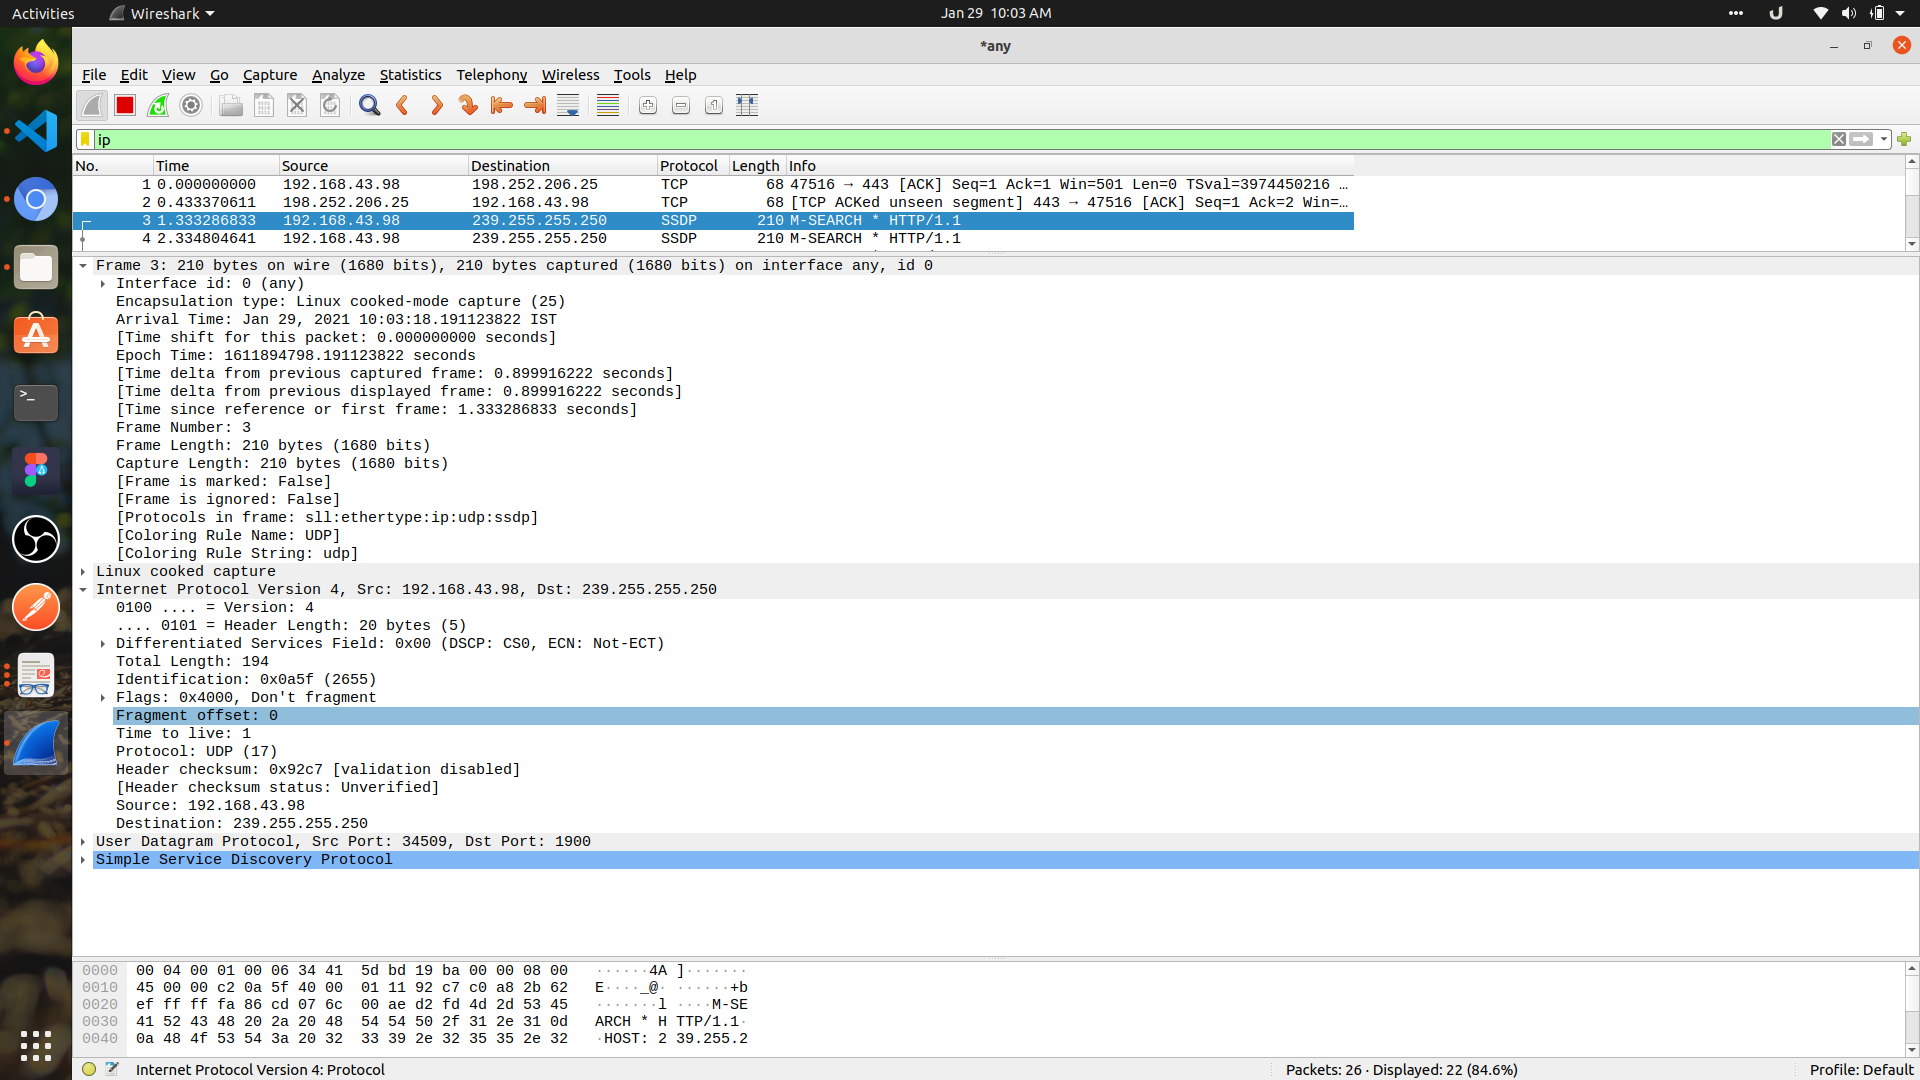 Activities Wireshark Jan 29 10:03 AM
*any
File Edit View Go Capture Analyze Statistics Telephony Wireless Tools Help
ip
No. Time Source Destination Protocol Length Info
1 0.000000000 192.168.43.98 198.252.206.25 TCP 68 47516 → 443 [ACK] Seq=1 Ack=1 Win=501 Len=0 TSval=3974450216 …
2 0.433370611 198.252.206.25 192.168.43.98 TCP 68 [TCP ACKed unseen segment] 443 → 47516 [ACK] Seq=1 Ack=2 Win=…
3 1.333286833 192.168.43.98 239.255.255.250 SSDP 210 M-SEARCH * HTTP/1.1
4 2.334804641 192.168.43.98 239.255.255.250 SSDP 210 M-SEARCH * HTTP/1.1
Frame 3: 210 bytes on wire (1680 bits), 210 bytes captured (1680 bits) on interface any, id 0
Interface id: 0 (any)
Encapsulation type: Linux cooked-mode capture (25)
Arrival Time: Jan 29, 2021 10:03:18.191123822 IST
[Time shift for this packet: 0.000000000 seconds]
Epoch Time: 1611894798.191123822 seconds
[Time delta from previous captured frame: 0.899916222 seconds]
[Time delta from previous displayed frame: 0.899916222 seconds]
[Time since reference or first frame: 1.333286833 seconds]
Frame Number: 3
Frame Length: 210 bytes (1680 bits)
Capture Length: 210 bytes (1680 bits)
[Frame is marked: False]
[Frame is ignored: False]
[Protocols in frame: sll:ethertype:ip:udp:ssdp]
[Coloring Rule Name: UDP]
[Coloring Rule String: udp]
Linux cooked capture
Internet Protocol Version 4, Src: 192.168.43.98, Dst: 239.255.255.250
0100 .... = Version: 4
.... 0101 = Header Length: 20 bytes (5)
Differentiated Services Field: 0x00 (DSCP: CS0, ECN: Not-ECT)
Total Length: 194
Identification: 0x0a5f (2655)
Flags: 0x4000, Don't fragment
Fragment offset: 0
Time to live: 1
Protocol: UDP (17)
Header checksum: 0x92c7 [validation disabled]
[Header checksum status: Unverified]
Source: 192.168.43.98
Destination: 239.255.255.250
User Datagram Protocol, Src Port: 34509, Dst Port: 1900
Simple Service Discovery Protocol
0000 00 04 00 01 00 06 34 41 5d bd 19 ba 00 00 08 00 ······4A ]·······
0010 45 00 00 c2 0a 5f 40 00 01 11 92 c7 c0 a8 2b 62 E····_@· ······+b
0020 ef ff ff fa 86 cd 07 6c 00 ae d2 fd 4d 2d 53 45 ·······l ····M-SE
0030 41 52 43 48 20 2a 20 48 54 54 50 2f 31 2e 31 0d ARCH * H TTP/1.1·
0040 0a 48 4f 53 54 3a 20 32 33 39 2e 32 35 35 2e 32 ·HOST: 2 39.255.2
Internet Protocol Version 4: Protocol Packets: 26 · Displayed: 22 (84.6%) Profile: Default